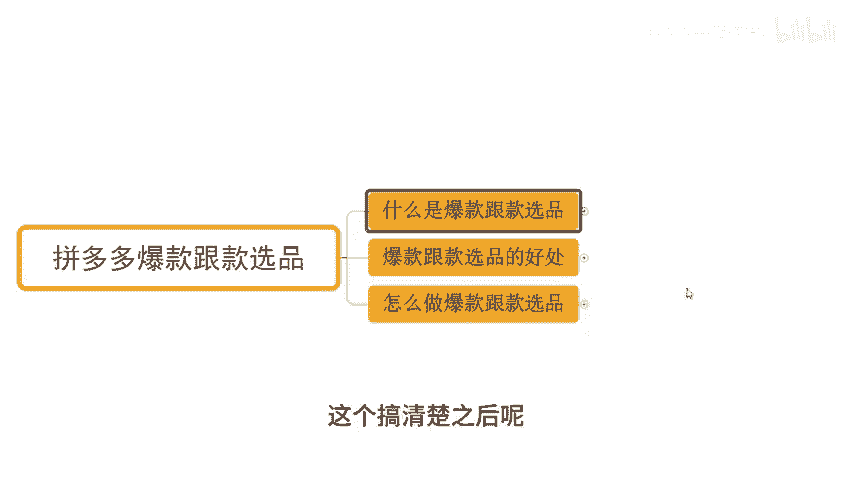 bilibili
什么是爆款跟款选品
拼多多爆款跟款选品
爆款跟款选品的好处
怎么做爆款跟款选品
这个搞清楚之后呢